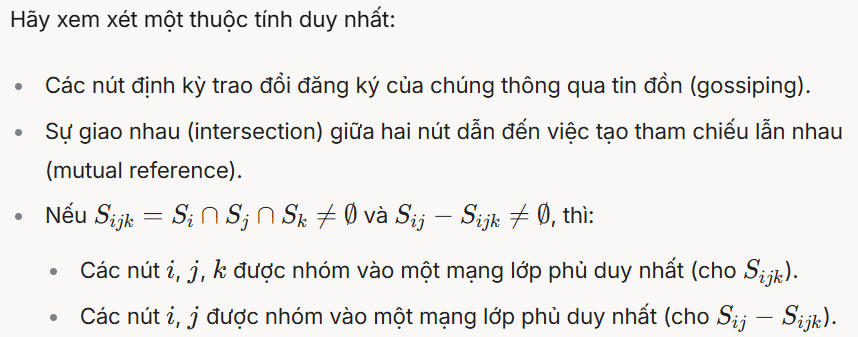 Hãy xem xét một thuộc tính duy nhất:
• Các nút định kỳ trao đổi đăng ký của chúng thông qua tin đồn (gossiping).
• Sự giao nhau (intersection) giữa hai nút dẫn đến việc tạo tham chiếu lẫn nhau
(mutual reference).
• Nếu $S_{ijk} = S_i \cap S_j \cap S_k \neq \emptyset$ và $S_{ij} - S_{ijk} \neq \emptyset$, thì:
• Các nút $i$, $j$, $k$ được nhóm vào một mạng lớp phủ duy nhất (cho $S_{ijk}$).
• Các nút $i$, $j$ được nhóm vào một mạng lớp phủ duy nhất (cho $S_{ij} - S_{ijk}$).